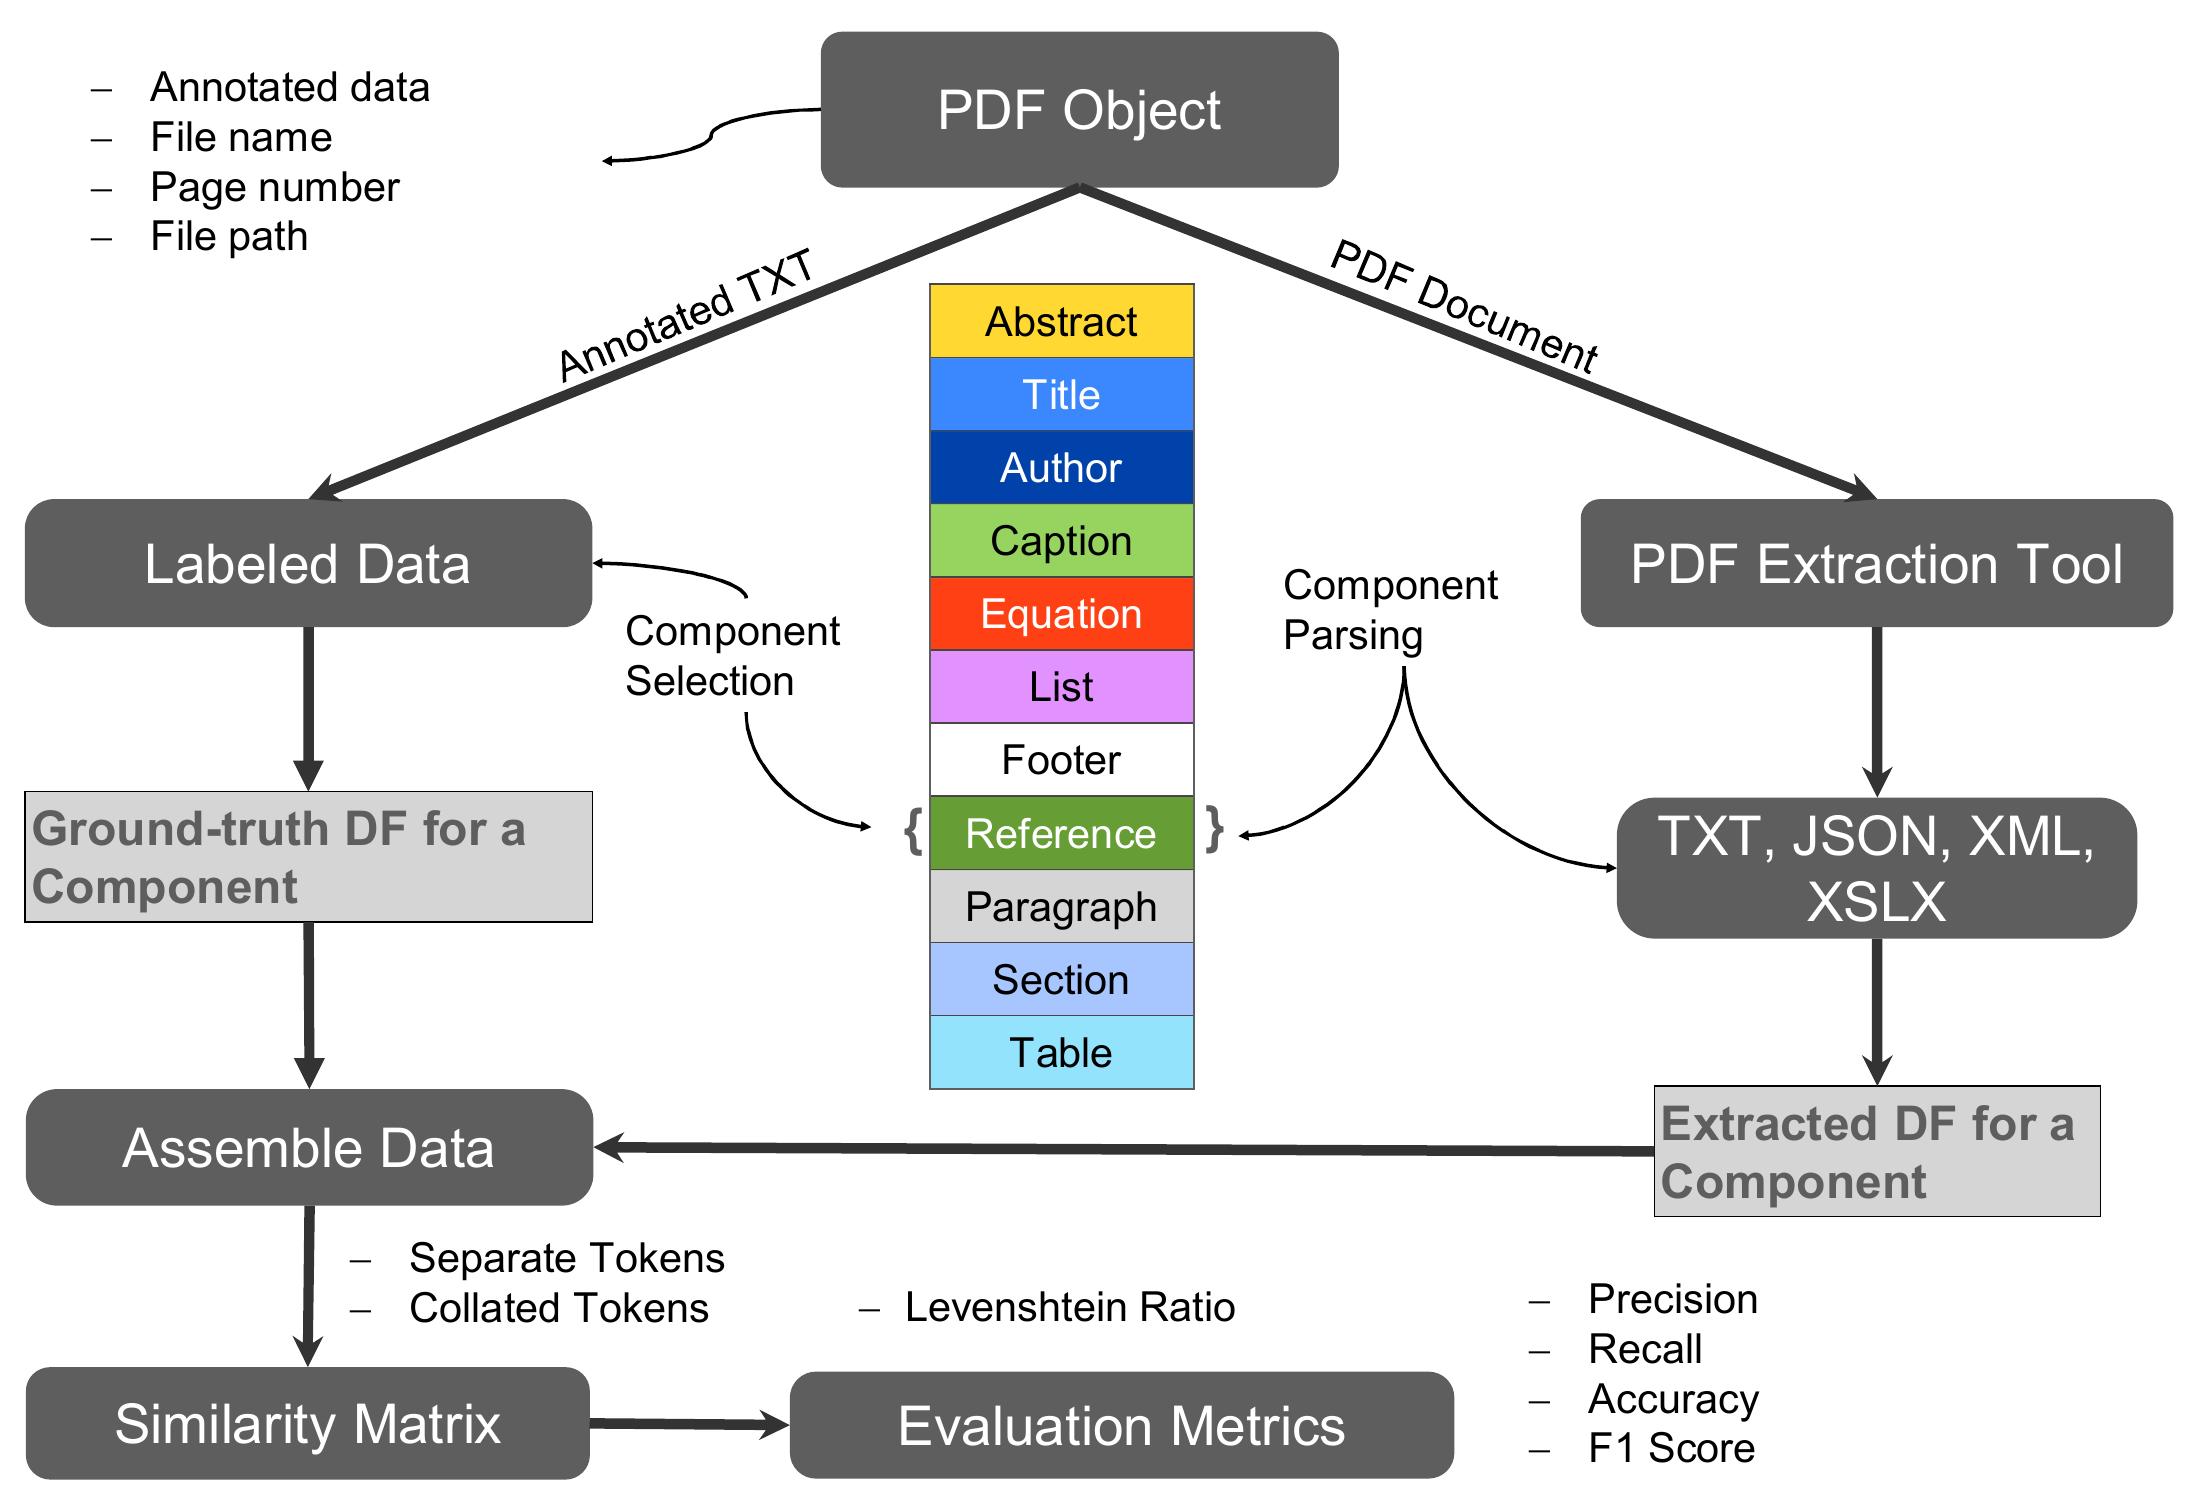 PDF Object
– Annotated data
– File name
– Page number
– File path
Annotated TXT
PDF Document
Abstract
Title
Author
Caption
Equation
List
Footer
{ Reference }
Paragraph
Section
Table
Labeled Data
PDF Extraction Tool
Component
Selection
Component
Parsing
Ground-truth DF for a
Component
TXT, JSON, XML,
XSLX
Assemble Data
Extracted DF for a
Component
– Separate Tokens
– Collated Tokens
– Levenshtein Ratio
– Precision
– Recall
– Accuracy
– F1 Score
Similarity Matrix
Evaluation Metrics